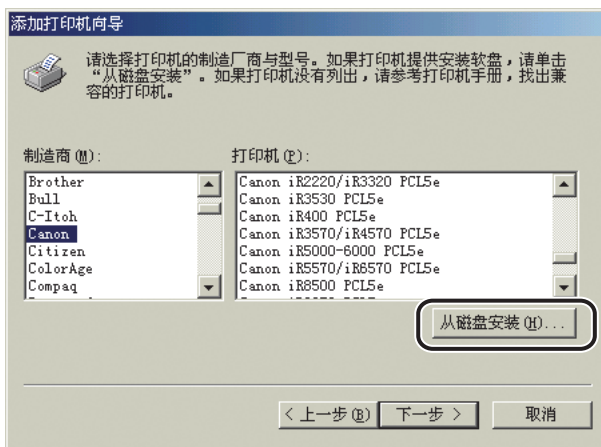 添加打印机向导
请选择打印机的制造厂商与型号。如果打印机提供安装软盘，请单击
“从磁盘安装”。如果打印机没有列出，请参考打印机手册，找出兼
容的打印机。
制造商(M):
打印机(P):
Brother
Bull
C-Itoh
Canon
Citizen
ColorAge
Compaq
Canon iR2220/iR3320 PCL5e
Canon iR3530 PCL5e
Canon iR400 PCL5e
Canon iR3570/iR4570 PCL5e
Canon iR5000-6000 PCL5e
Canon iR5570/iR6570 PCL5e
Canon iR8500 PCL5e
从磁盘安装(H)...
< 上一步(B)
下一步 >
取消